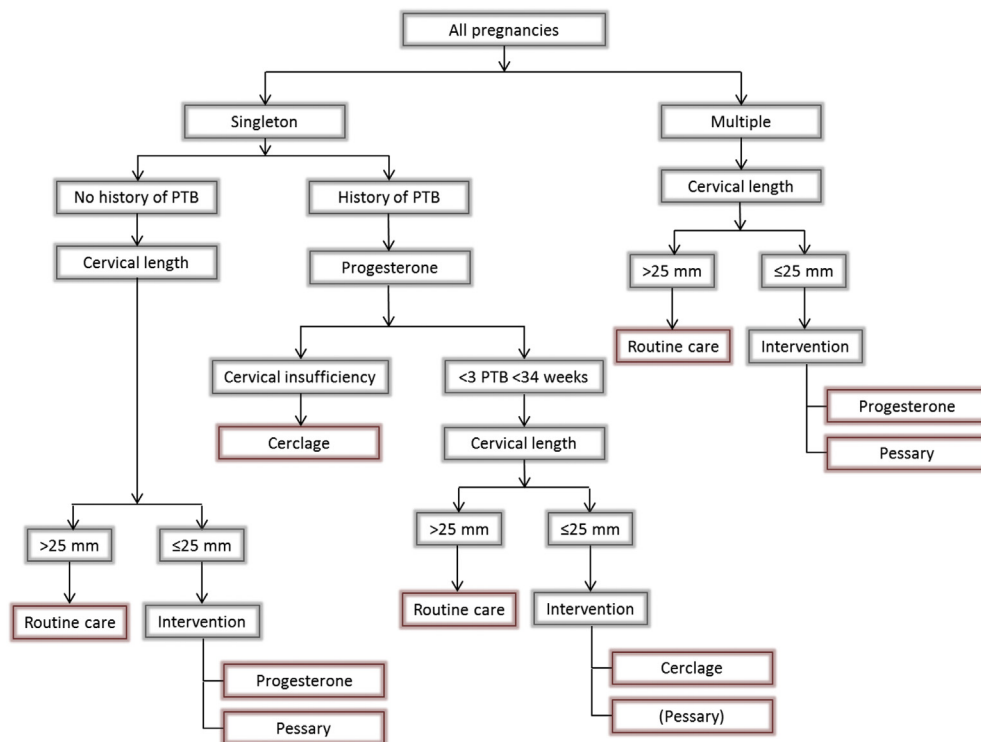 All pregnancies
Singleton
Multiple
No history of PTB
History of PTB
Cervical length
Cervical length
Progesterone
>25 mm
≤25 mm
Routine care
Intervention
Cervical insufficiency
<3 PTB <34 weeks
Progesterone
Cerclage
Cervical length
Pessary
>25 mm
≤25 mm
>25 mm
≤25 mm
Routine care
Intervention
Routine care
Intervention
Progesterone
Cerclage
Pessary
(Pessary)